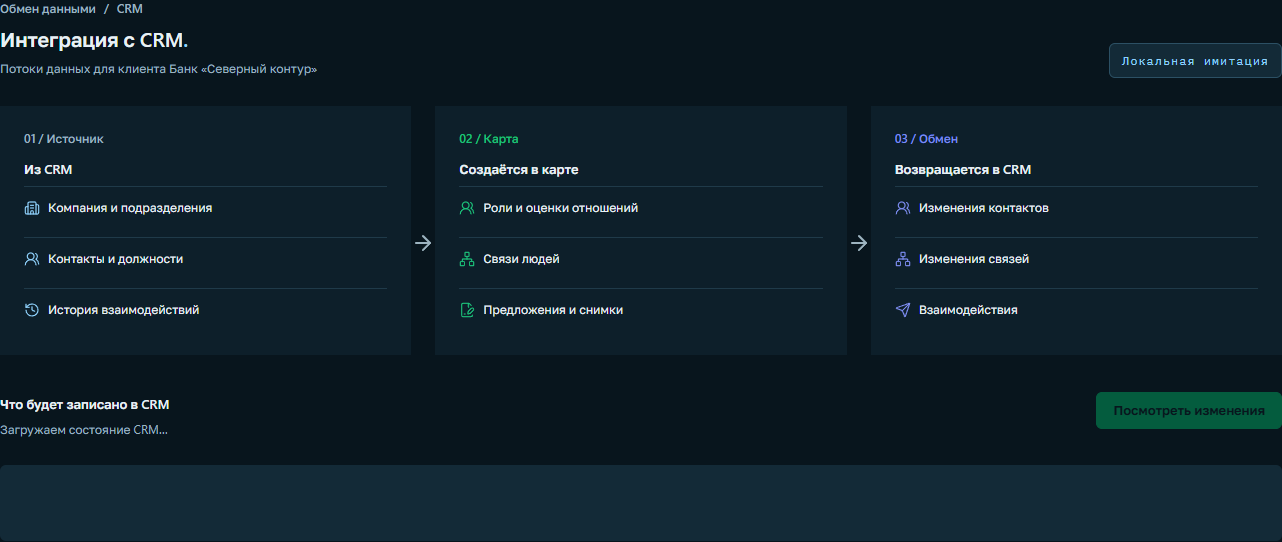 Обмен данными / CRM
Интеграция с CRM.
Потоки данных для клиента Банк «Северный контур»
Локальная имитация
01 / Источник
Из CRM
Компания и подразделения
Контакты и должности
История взаимодействий
02 / Карта
Создаётся в карте
Роли и оценки отношений
Связи людей
Предложения и снимки
03 / Обмен
Возвращается в CRM
Изменения контактов
Изменения связей
Взаимодействия
Что будет записано в CRM
Загружаем состояние CRM...
Посмотреть изменения